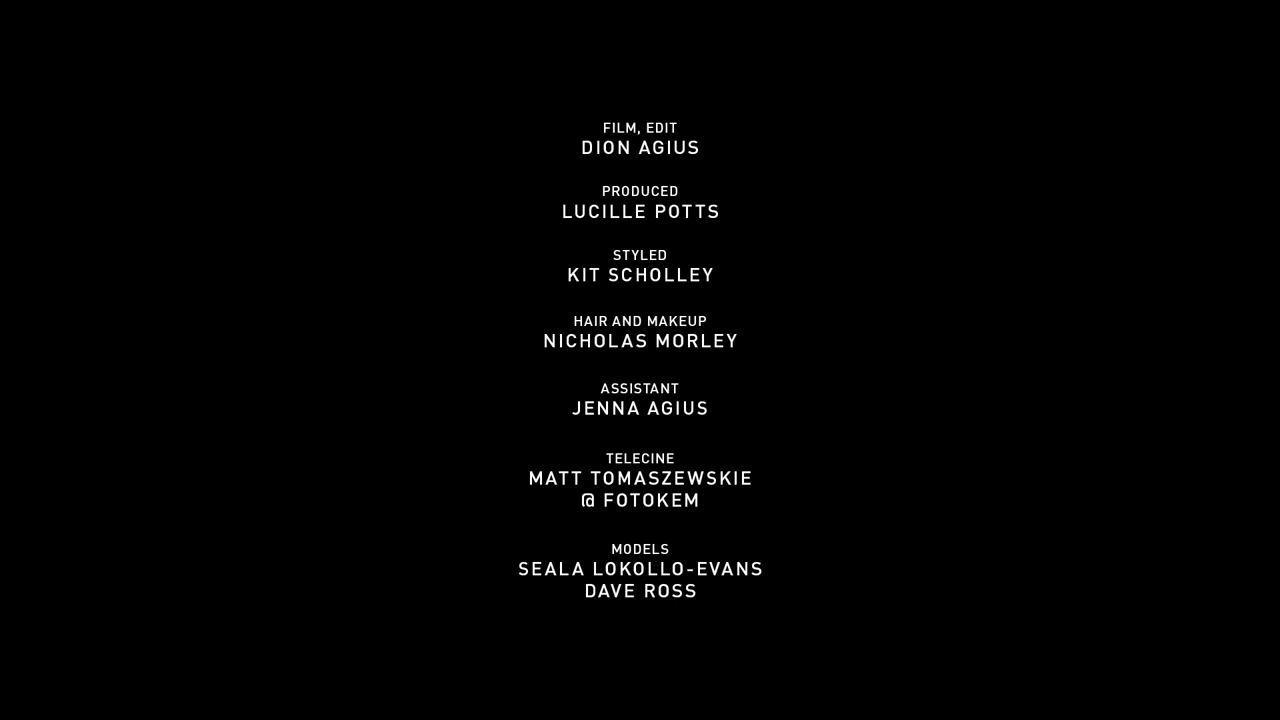 FILM, EDIT
DION AGIUS
PRODUCED
LUCILLE POTTS
STYLED
KIT SCHOLLEY
HAIR AND MAKEUP
NICHOLAS MORLEY
ASSISTANT
JENNA AGIUS
TELECINE
MATT TOMASZEWSKIE
@ FOTOKEM
MODELS
SEALA LOKOLLO-EVANS
DAVE ROSS